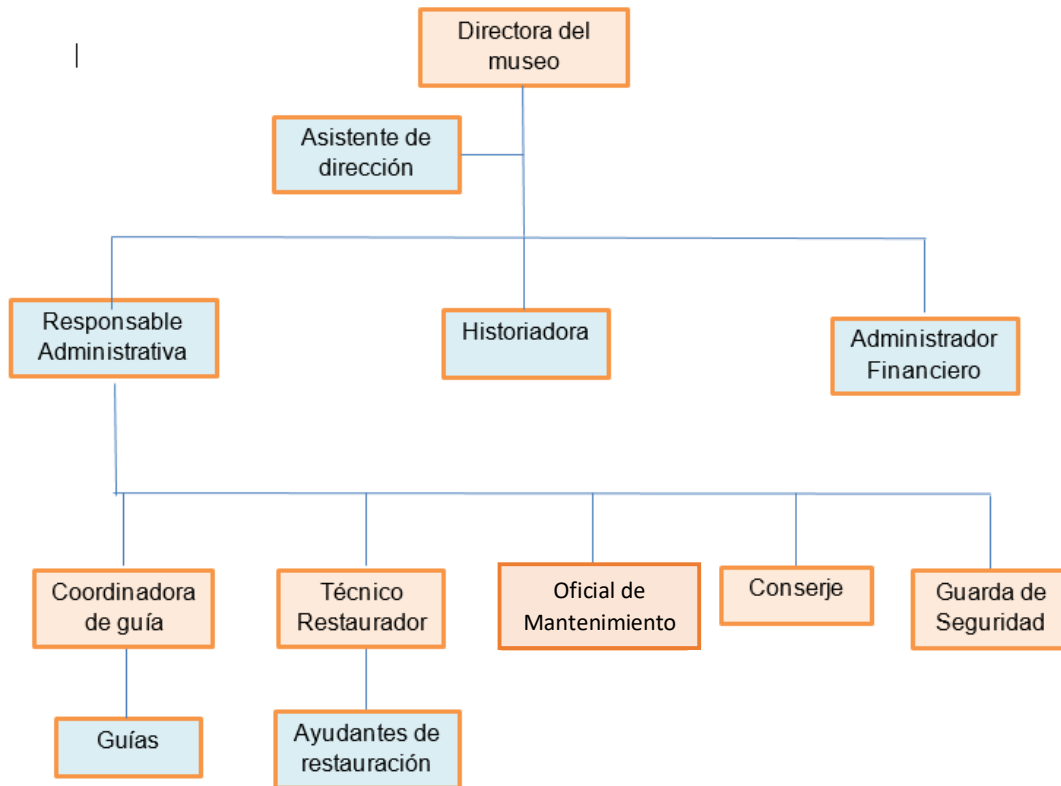 Directora del
museo
Asistente de
dirección
Responsable
Administrativa
Historiadora
Administrador
Financiero
Coordinadora
de guía
Técnico
Restaurador
Oficial de
Mantenimiento
Conserje
Guarda de
Seguridad
Guías
Ayudantes de
restauración